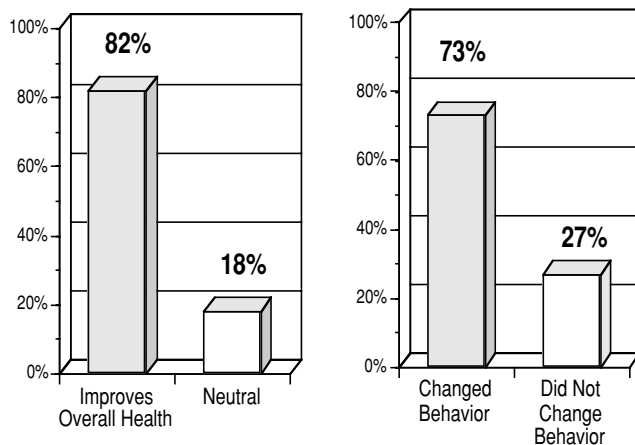 100%
80%
60%
40%
20%
0%
82%
18%
Improves
Overall Health
Neutral
100%
80%
60%
40%
20%
0%
73%
27%
Changed
Behavior
Did Not
Change
Behavior